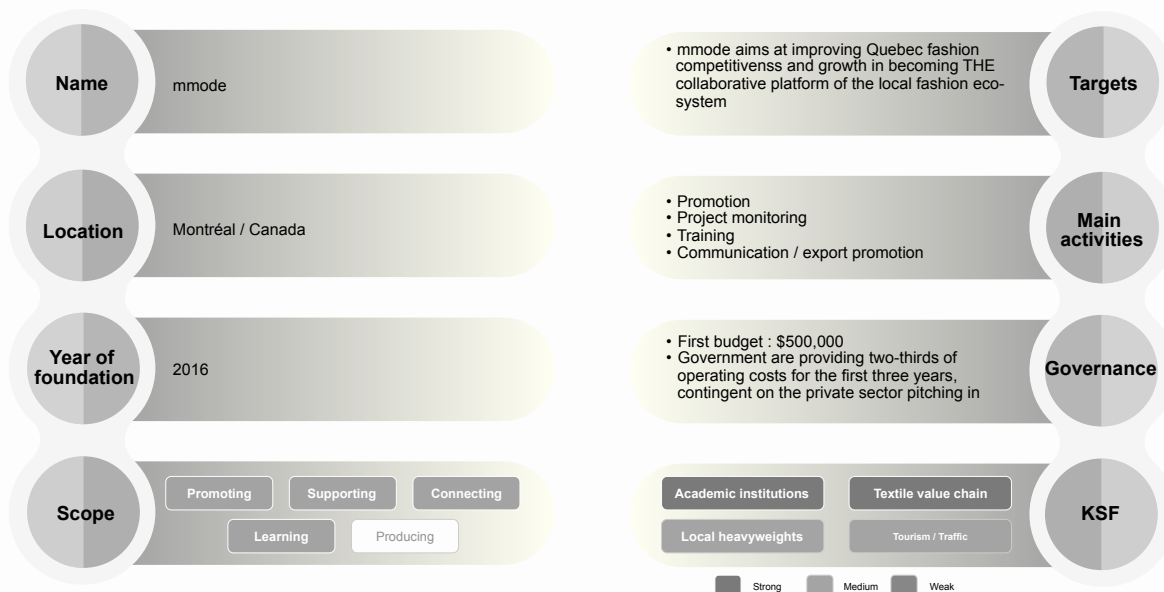 Name
mmode
Location
Montréal / Canada
Year of
foundation
2016
Scope
Promoting
Supporting
Connecting
Learning
Producing
• mmode aims at improving Quebec fashion
competitivenss and growth in becoming THE
collaborative platform of the local fashion eco-
system
Targets
• Promotion
• Project monitoring
• Training
• Communication / export promotion
Main
activities
• First budget : $500,000
• Government are providing two-thirds of
operating costs for the first three years,
contingent on the private sector pitching in
Governance
Academic institutions
Textile value chain
Local heavyweights
Tourism / Traffic
KSF
Strong
Medium
Weak